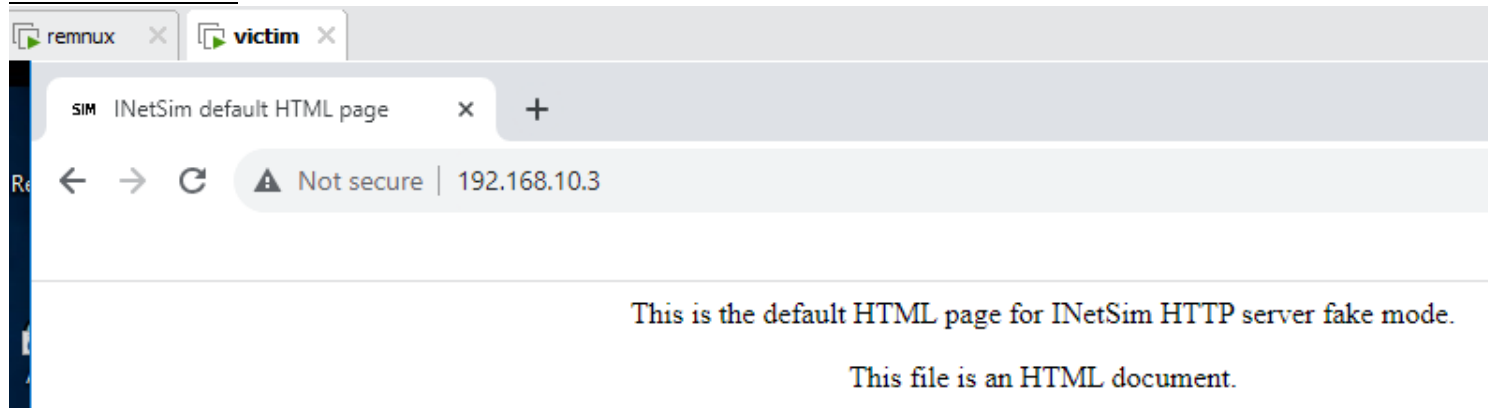 remnux victim
SIM INetSim default HTML page
Re Not secure 192.168.10.3
This is the default HTML page for INetSim HTTP server fake mode.
This file is an HTML document.